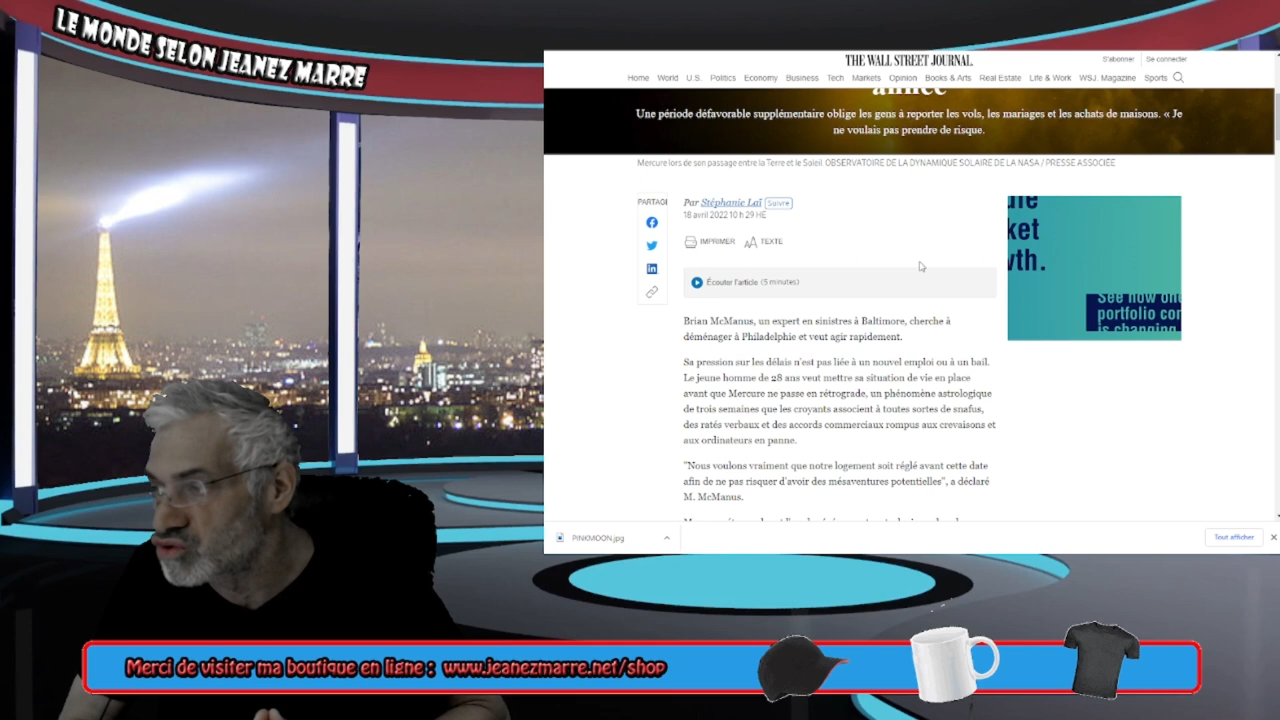 LE MONDE SELON JEANEZ MARRE
THE WALL STREET JOURNAL.
S'abonner
Se connecter
Home World U.S. Politics Economy Business Tech Markets Opinion Books & Arts Real Estate Life & Work WSJ. Magazine Sports
année
Une période défavorable supplémentaire oblige les gens à reporter les vols, les mariages et les achats de maisons. « Je
ne voulais pas prendre de risque.
Mercure lors de son passage entre la Terre et le Soleil. OBSERVATOIRE DE LA DYNAMIQUE SOLAIRE DE LA NASA / PRESSE ASSOCIÉE
PARTAGE
Par Stéphanie Laï Suivre
18 avril 2022 10 h 29 HE
IMPRIMER
TEXTE
Écouter l'article (5 minutes)
Brian McManus, un expert en sinistres à Baltimore, cherche à
déménager à Philadelphie et veut agir rapidement.
Sa pression sur les délais n'est pas liée à un nouvel emploi ou à un bail.
Le jeune homme de 28 ans veut mettre sa situation de vie en place
avant que Mercure ne passe en rétrograde, un phénomène astrologique
de trois semaines que les croyants associent à toutes sortes de snafus,
des ratés verbaux et des accords commerciaux rompus aux crevaisons et
aux ordinateurs en panne.
"Nous voulons vraiment que notre logement soit réglé avant cette date
afin de ne pas risquer d'avoir des mésaventures potentielles", a déclaré
M. McManus.
ket
wth.
See how one
portfolio con
is changing
PINKMOON.jpg
Tout afficher
Merci de visiter ma boutique en ligne : www.jeanezmarre.net/shop